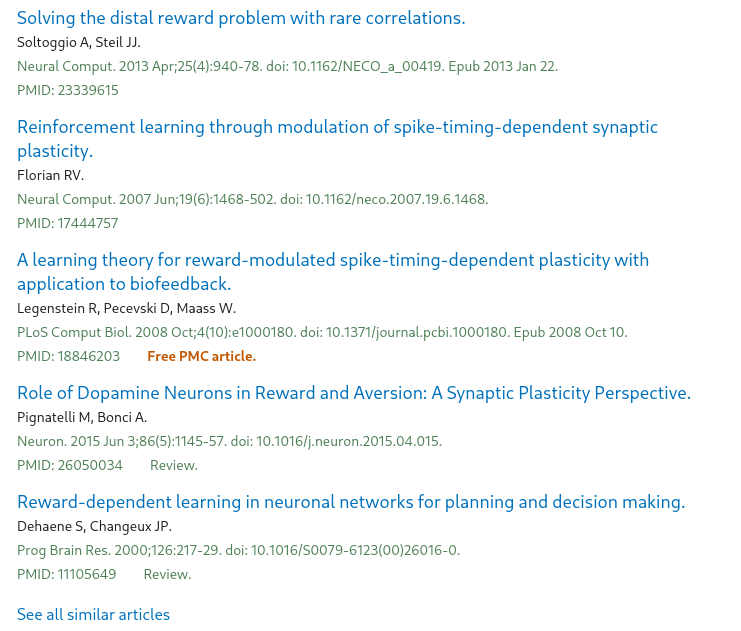 Solving the distal reward problem with rare correlations.
Soltoggio A, Steil JJ.
Neural Comput. 2013 Apr;25(4):940-78. doi: 10.1162/NECO_a_00419. Epub 2013 Jan 22.
PMID: 23339615
Reinforcement learning through modulation of spike-timing-dependent synaptic
plasticity.
Florian RV.
Neural Comput. 2007 Jun;19(6):1468-502. doi: 10.1162/neco.2007.19.6.1468.
PMID: 17444757
A learning theory for reward-modulated spike-timing-dependent plasticity with
application to biofeedback.
Legenstein R, Pecevski D, Maass W.
PLoS Comput Biol. 2008 Oct;4(10):e1000180. doi: 10.1371/journal.pcbi.1000180. Epub 2008 Oct 10.
PMID: 18846203 Free PMC article.
Role of Dopamine Neurons in Reward and Aversion: A Synaptic Plasticity Perspective.
Pignatelli M, Bonci A.
Neuron. 2015 Jun 3;86(5):1145-57. doi: 10.1016/j.neuron.2015.04.015.
PMID: 26050034 Review.
Reward-dependent learning in neuronal networks for planning and decision making.
Dehaene S, Changeux JP.
Prog Brain Res. 2000;126:217-29. doi: 10.1016/S0079-6123(00)26016-0.
PMID: 11105649 Review.
See all similar articles